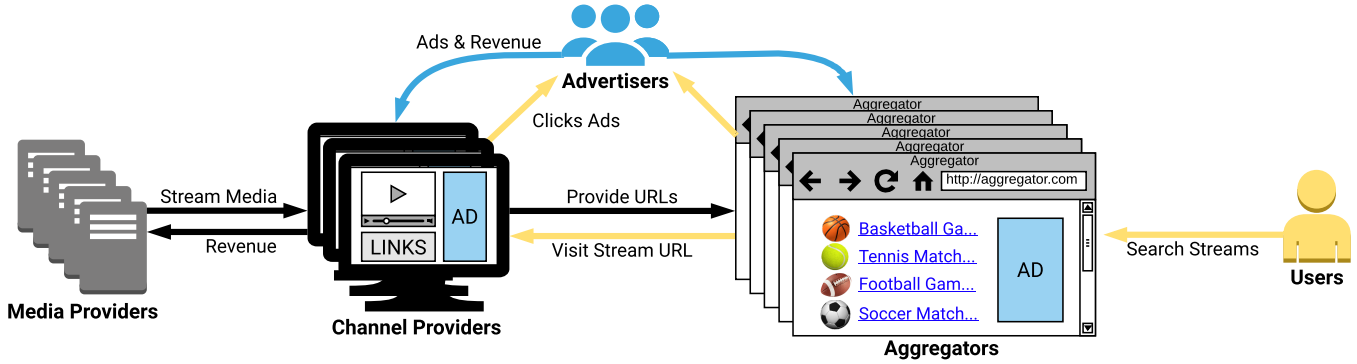 Ads & Revenue
Advertisers
Clicks Ads
Aggregator
Aggregator
Aggregator
Aggregator
Aggregator
http://aggregator.com
Stream Media
Revenue
AD
LINKS
Provide URLs
Visit Stream URL
Basketball Ga...
Tennis Match...
Football Gam...
Soccer Match...
AD
Search Streams
Users
Media Providers
Channel Providers
Aggregators